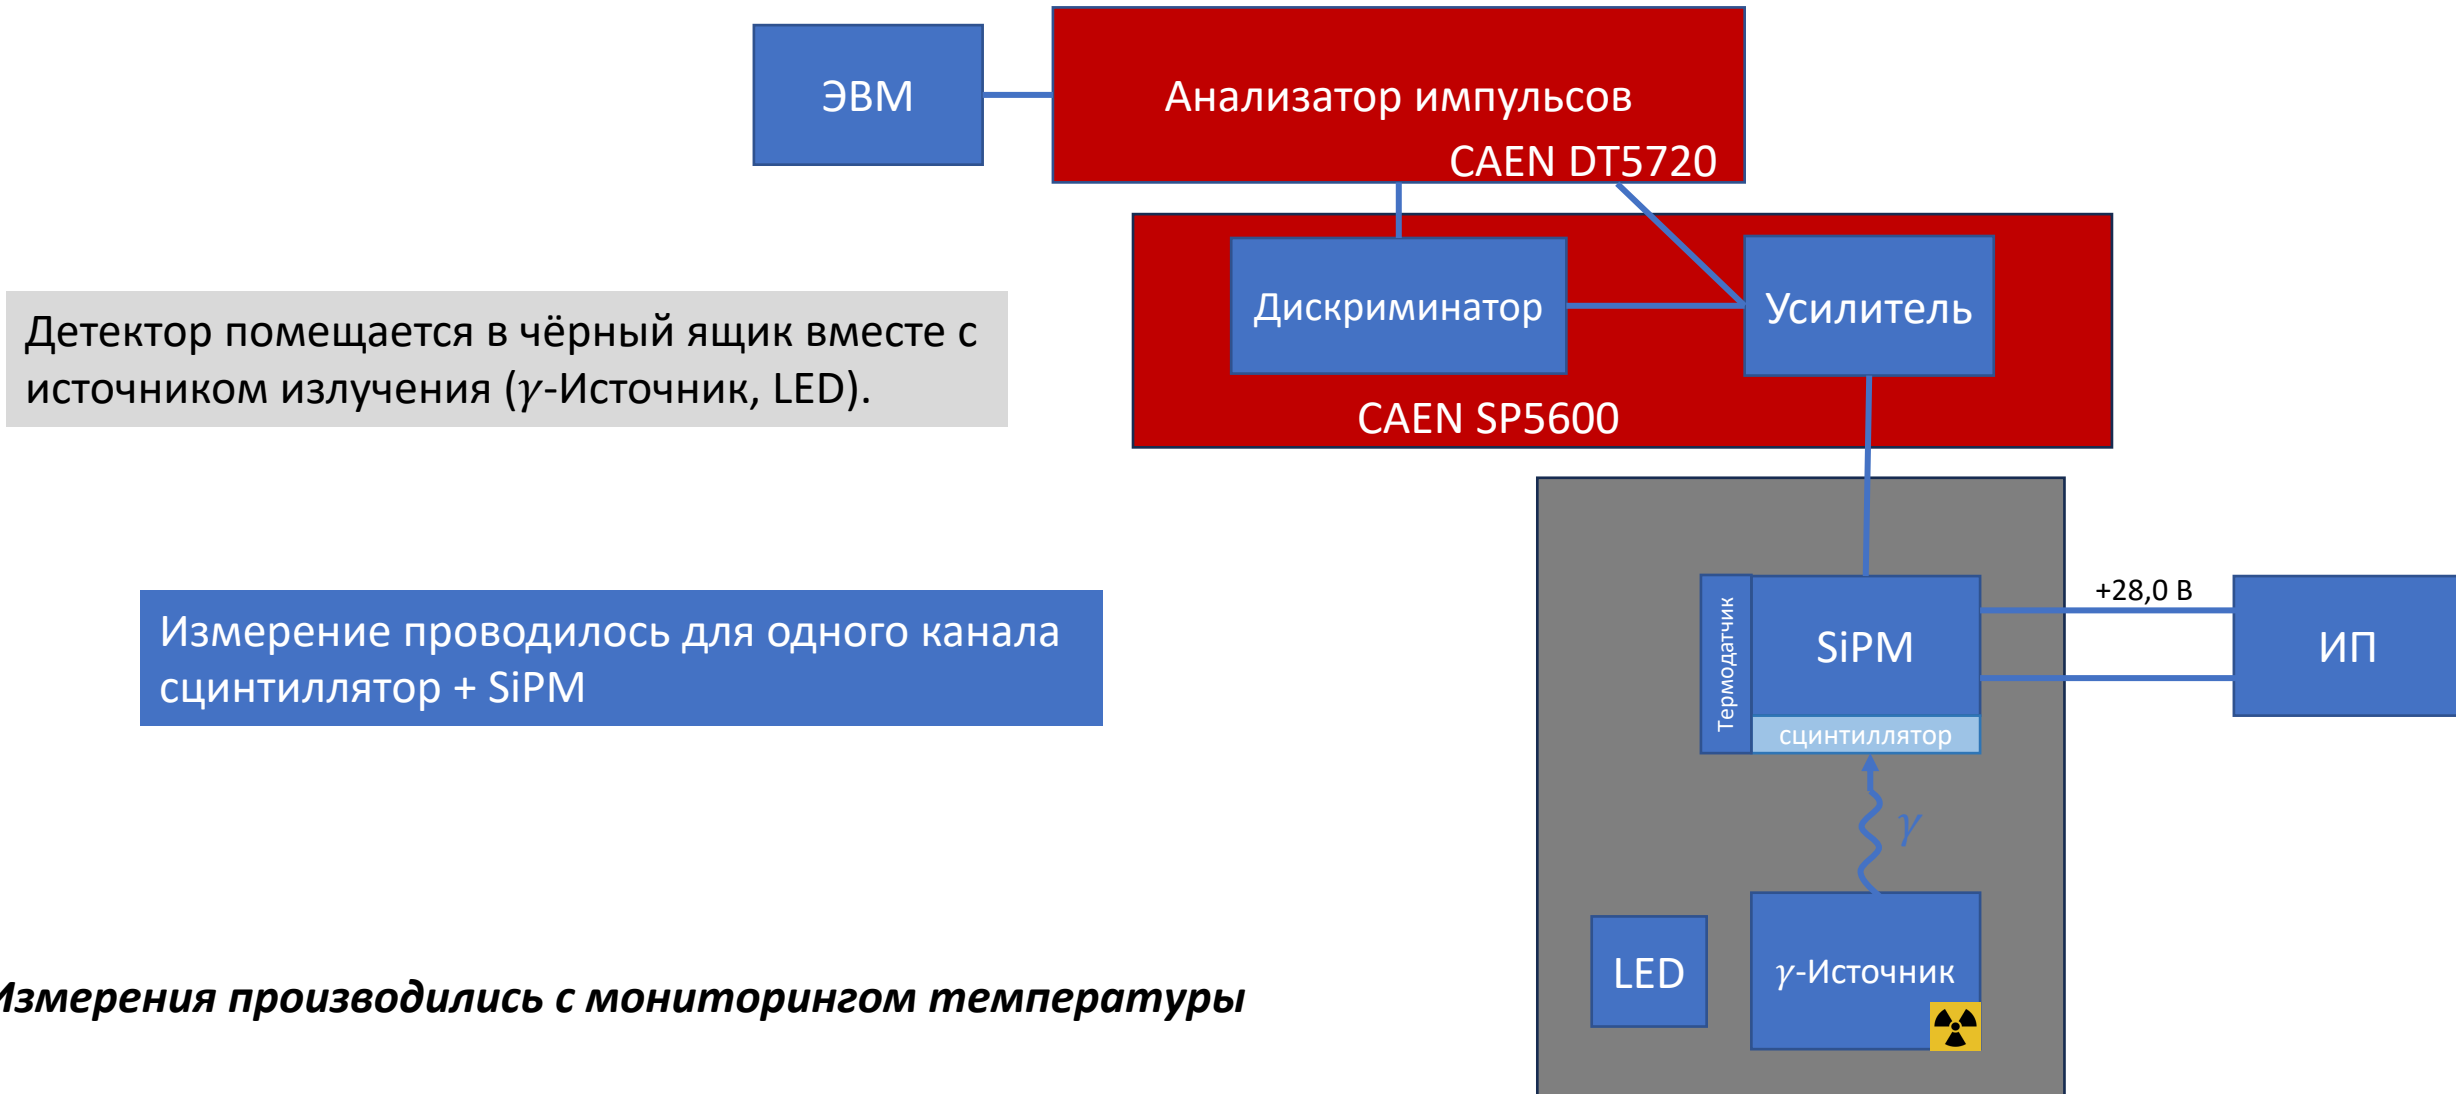 ЭВМ
Анализатор импульсов
CAEN DT5720
Дискриминатор
Усилитель
CAEN SP5600
Детектор помещается в чёрный ящик вместе с
источником излучения (γ-Источник, LED).
Измерение проводилось для одного канала
сцинтиллятор + SiPM
Термодатчик
SiPM
сцинтиллятор
+28,0 В
ИП
γ
LED
γ-Источник
Измерения производились с мониторингом температуры